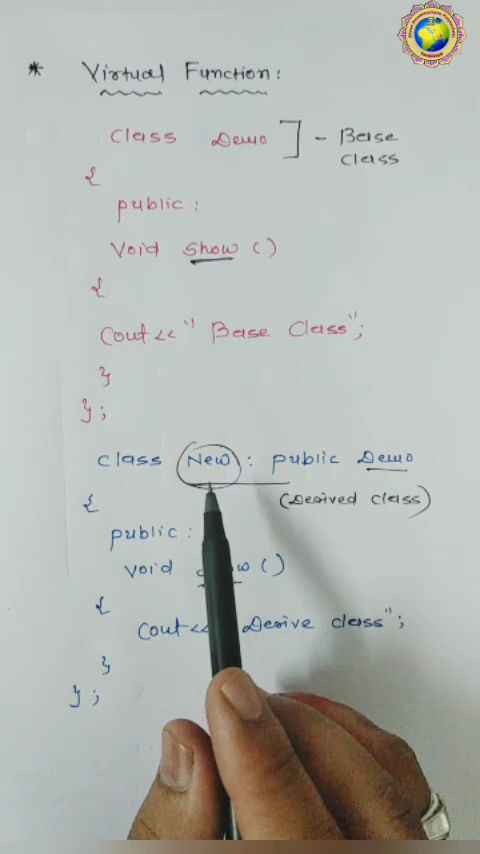 * Virtual Function:
class Demo ] - Base
class
{
public:
void show ()
{
Cout<<" Base Class";
}
};
class New : public Demo
(Derived class)
{
public:
void ()
{
Cout<< Derive class";
}
};